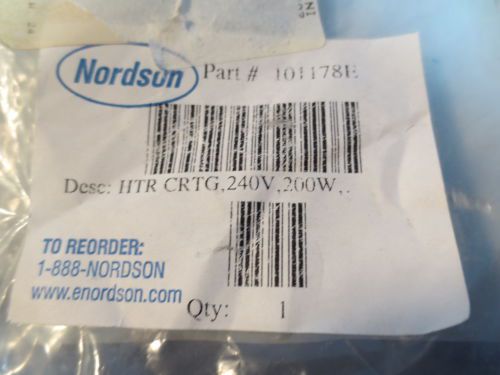 Nordson Part # 101178E
Desc: HTR CRTG,240V,200W,.
TO REORDER:
1-888-NORDSON
www.enordson.com
Qty: 1